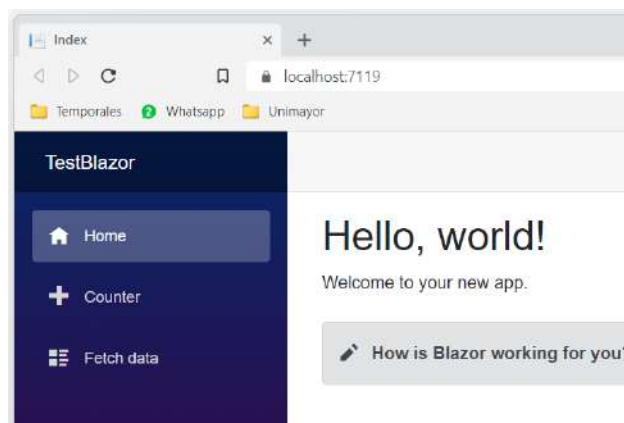 Index
localhost:7119
Temporales Whatsapp Unimayor
TestBlazor
Home
Counter
Fetch data
Hello, world!
Welcome to your new app.
How is Blazor working for you?